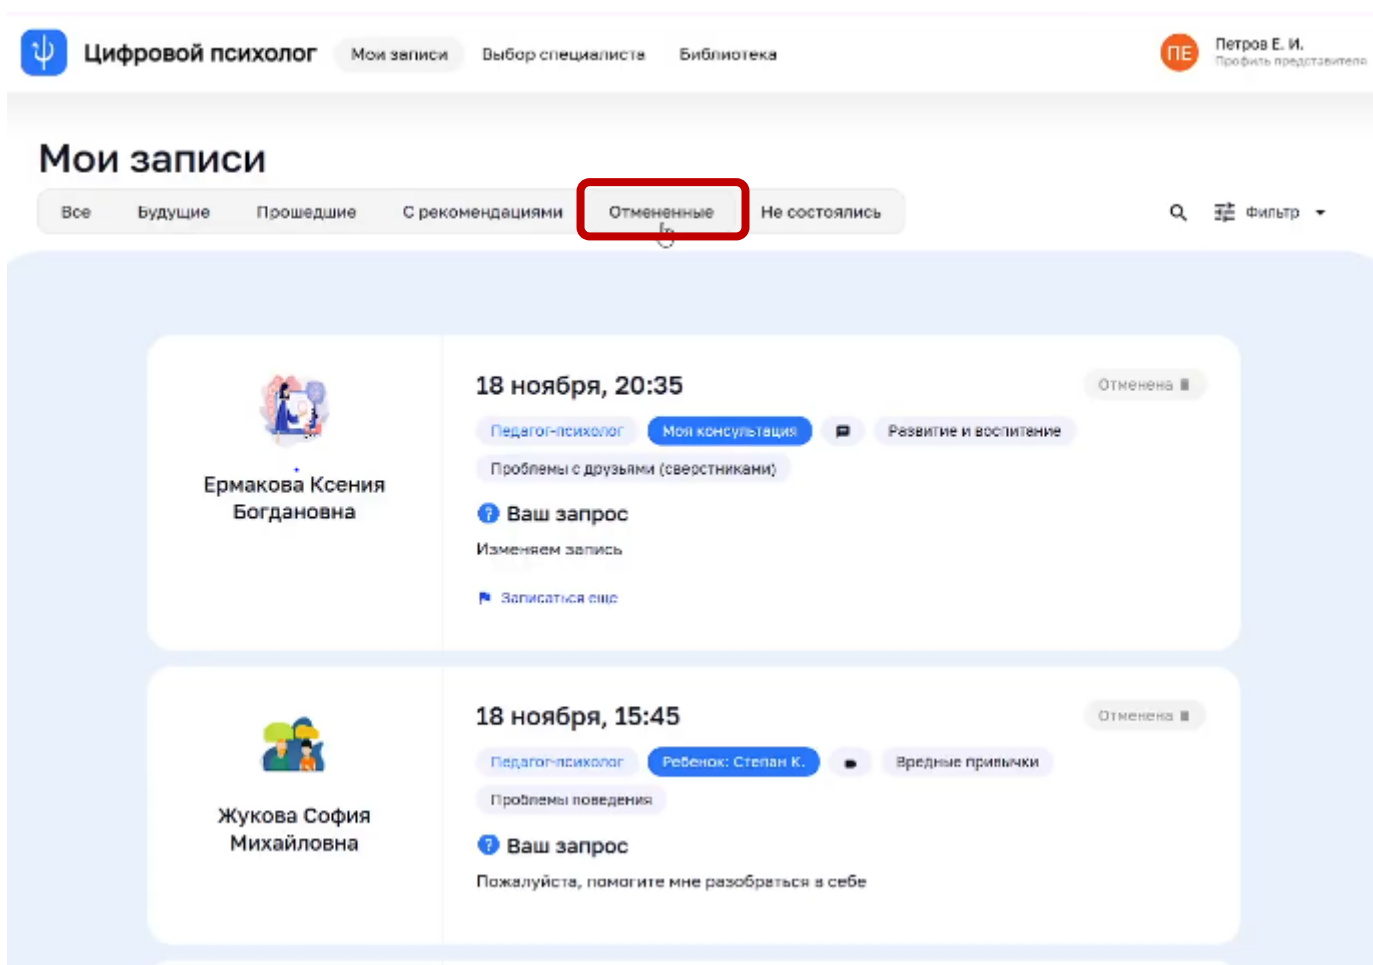 Цифровой психолог
Мои записи
Выбор специалиста
Библиотека
ПЕ
Петров Е. И.
Профиль представителя
Мои записи
Все
Будущие
Прошедшие
С рекомендациями
Отмененные
Не состоялись
Фильтр
Ермакова Ксения
Богдановна
18 ноября, 20:35
Отменена
Педагог-психолог
Моя консультация
Развитие и воспитание
Проблемы с друзьями (сверстниками)
Ваш запрос
Изменяем запись
Записаться еще
Жукова София
Михайловна
18 ноября, 15:45
Отменена
Педагог-психолог
Ребенок: Степан К.
Вредные привычки
Проблемы поведения
Ваш запрос
Пожалуйста, помогите мне разобраться в себе